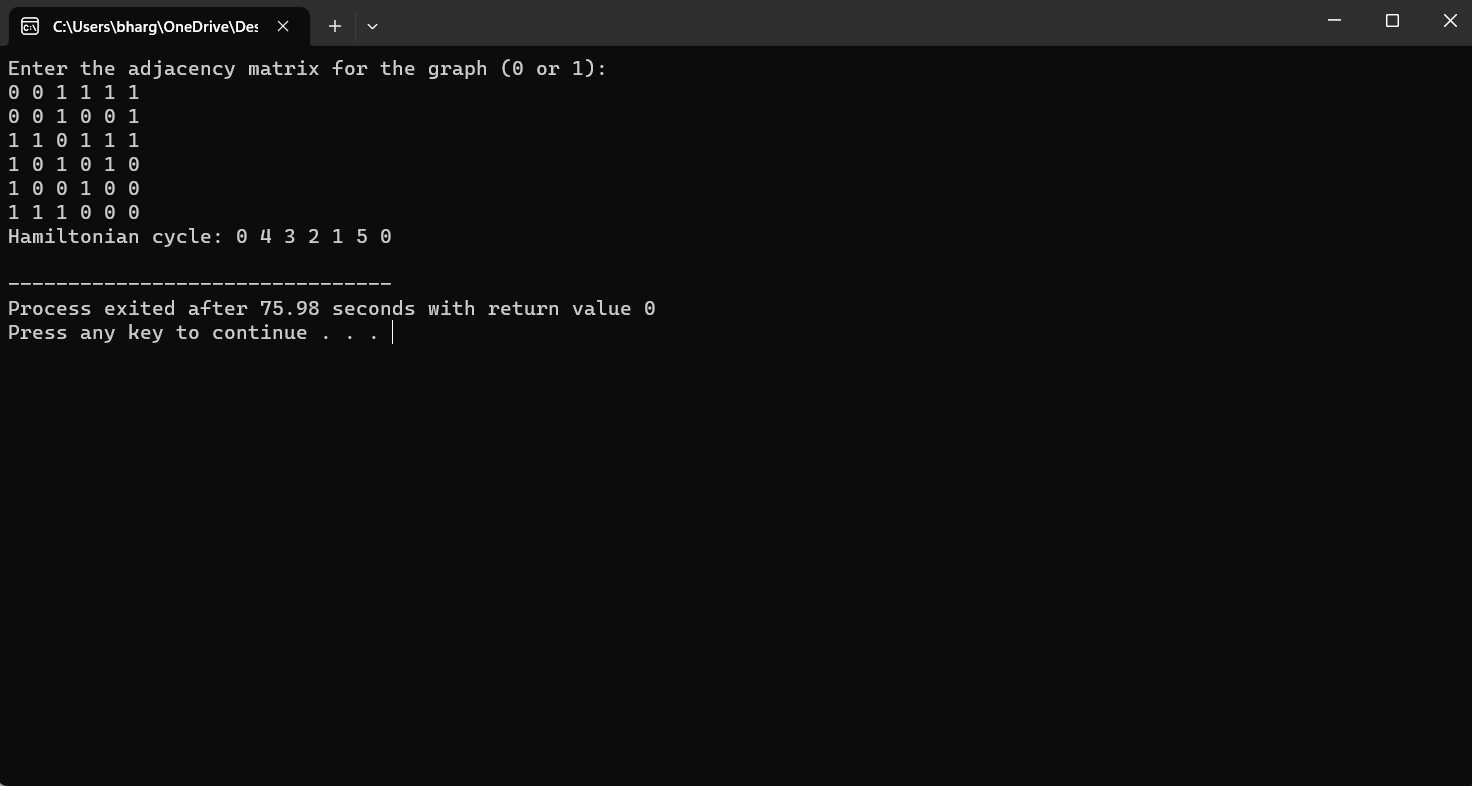 C:\Users\bharg\OneDrive\Des
Enter the adjacency matrix for the graph (0 or 1):
0 0 1 1 1 1
0 0 1 0 0 1
1 1 0 1 1 1
1 0 1 0 1 0
1 0 0 1 0 0
1 1 1 0 0 0
Hamiltonian cycle: 0 4 3 2 1 5 0
--------------------------------
Process exited after 75.98 seconds with return value 0
Press any key to continue . . .